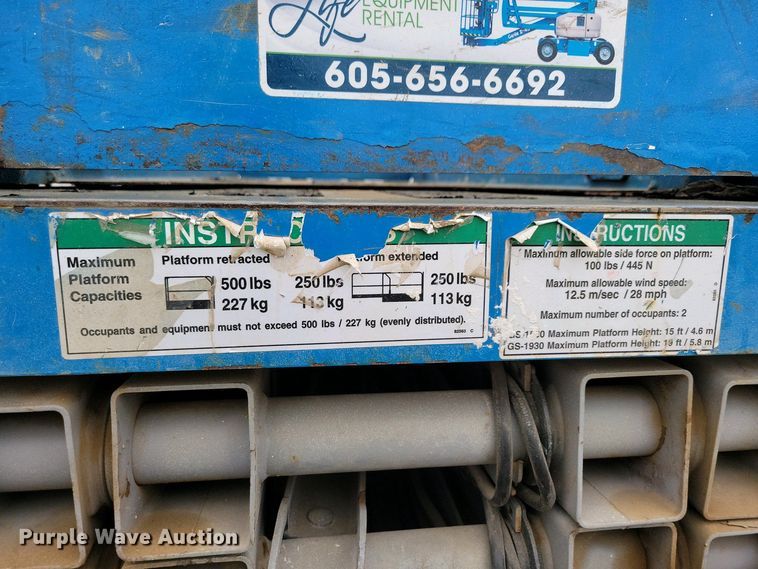 Life EQUIPMENT
RENTAL
605-656-6692
INSTR
Maximum
Platform
Capacities
Platform retracted
500 lbs
227 kg
extended
250 lbs
113 kg
250 lbs
113 kg
Occupants and equipment must not exceed 500 lbs / 227 kg (evenly distributed).
82563 C
INSTRUCTIONS
Maximum allowable side force on platform:
100 lbs / 445 N
Maximum allowable wind speed:
12.5 m/sec / 28 mph
Maximum number of occupants: 2
Maximum Platform Height: 15 ft / 4.6 m
GS-1930 Maximum Platform Height: 19 ft / 5.8 m
Purple Wave Auction